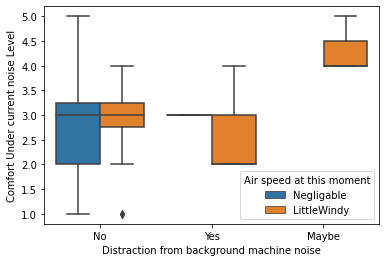 Comfort Under current noise Level
5.0
4.5
4.0
3.5
3.0
2.5
2.0
1.5
1.0
Air speed at this moment
Negligable
LittleWindy
No Yes Maybe
Distraction from background machine noise